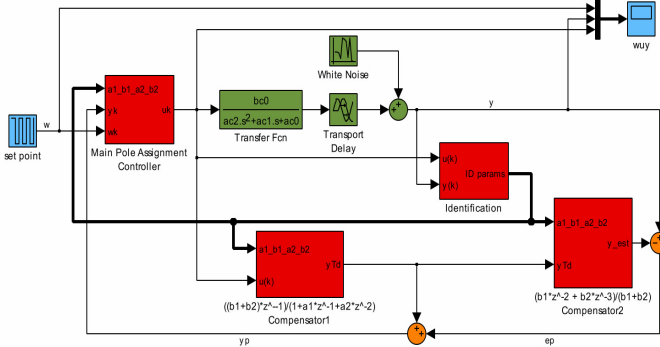 wuy
White Noise
a1_b1_a2_b2
yk
wk
uk
Main Pole Assignment
Controller
w
set point
bc0
ac2.s²+ac1.s+ac0
Transfer Fcn
Transport
Delay
y
u(k)
y(k)
ID params
Identification
a1_b1_a2_b2
u(k)
yTd
((b1+b2)*z^--1)/(1+a1*z^-1+a2*z^-2)
Compensator1
a1_b1_a2_b2
yTd
y_est
(b1*z^-2 + b2*z^-3)/(b1+b2)
Compensator2
yp
ep